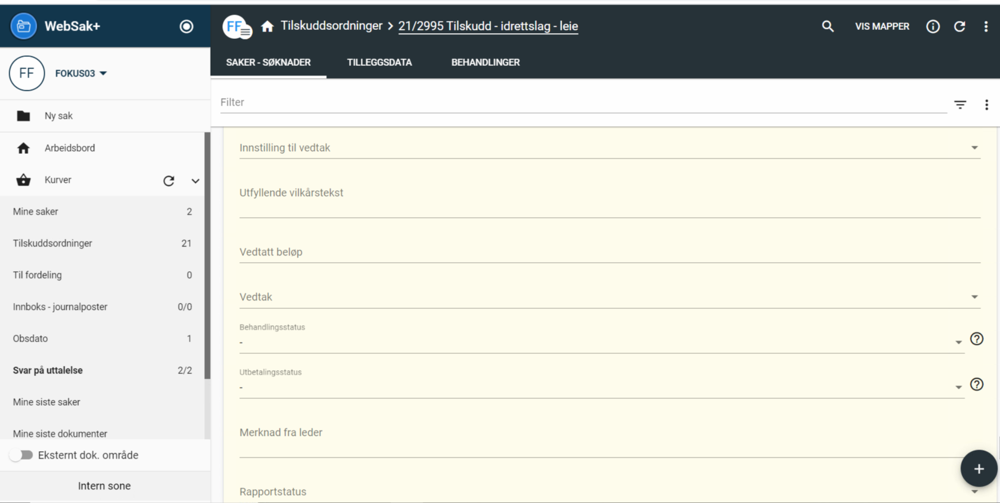 WebSak+
FF
FOKUS03
Ny sak
Arbeidsbord
Kurver
Mine saker 2
Tilskuddsordninger 21
Til fordeling 0
Innboks - journalposter 0/0
Obsdato 1
Svar på uttalelse 2/2
Mine siste saker
Mine siste dokumenter
Eksternt dok. område
Intern sone
FF Tilskuddsordninger > 21/2995 Tilskudd - idrettslag - leie VIS MAPPER
SAKER - SØKNADER TILLEGGSDATA BEHANDLINGER
Filter
Innstilling til vedtak
Utfyllende vilkårstekst
Vedtatt beløp
Vedtak
Behandlingsstatus
-
Utbetalingsstatus
-
Merknad fra leder
Rapportstatus